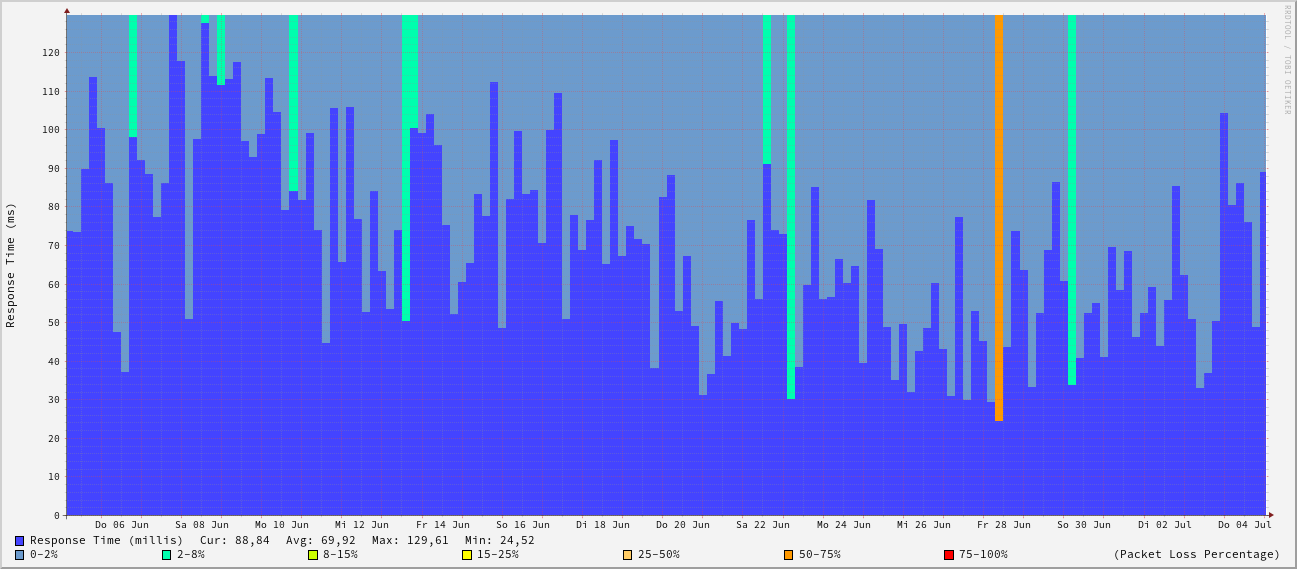 RRDTOOL / TOBI OETIKER
Response Time (ms)
120
110
100
90
80
70
60
50
40
30
20
10
0
Do 06 Jun Sa 08 Jun Mo 10 Jun Mi 12 Jun Fr 14 Jun So 16 Jun Di 18 Jun Do 20 Jun Sa 22 Jun Mo 24 Jun Mi 26 Jun Fr 28 Jun So 30 Jun Di 02 Jul Do 04 Jul
Response Time (millis) Cur: 88,84 Avg: 69,92 Max: 129,61 Min: 24,52
0-2% 2-8% 8-15% 15-25% 25-50% 50-75% 75-100% (Packet Loss Percentage)